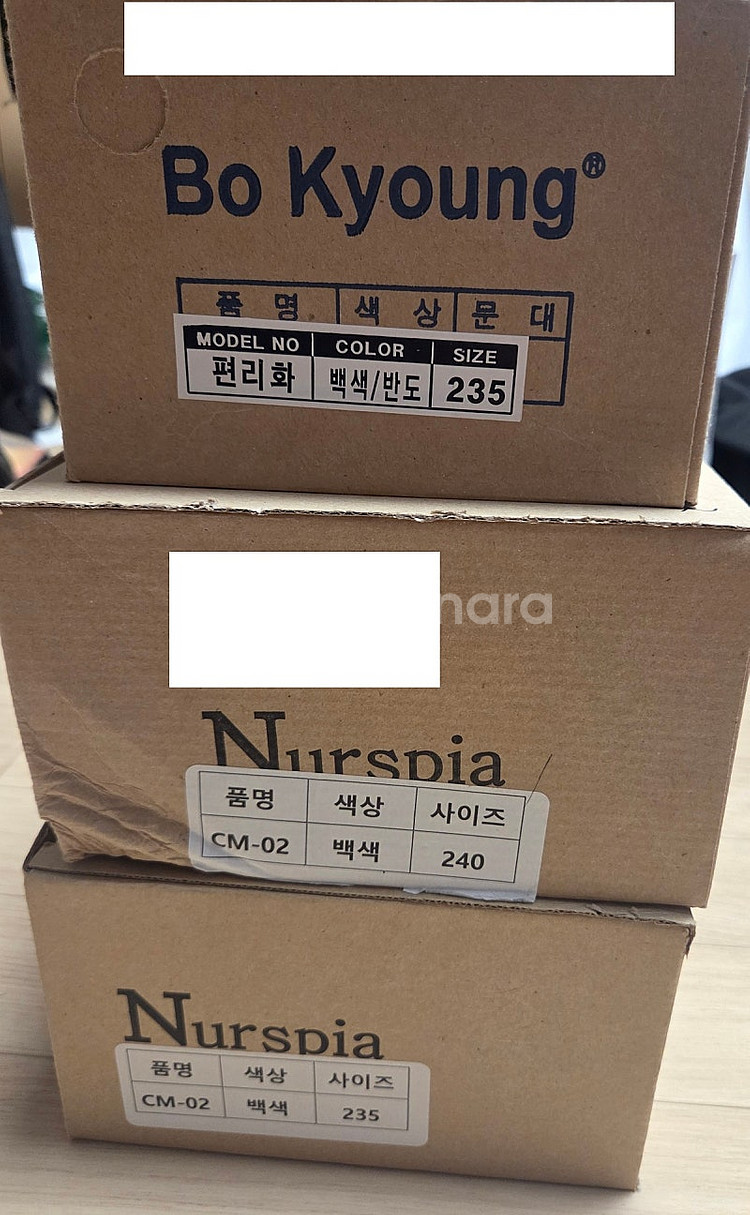 Bo Kyoung®
품 명 색 상 문 대
MODEL NO COLOR SIZE
편리화 백색/반도 235
nara
Nurspia
품명 색상 사이즈
CM-02 백색 240
Nurspia
품명 색상 사이즈
CM-02 백색 235